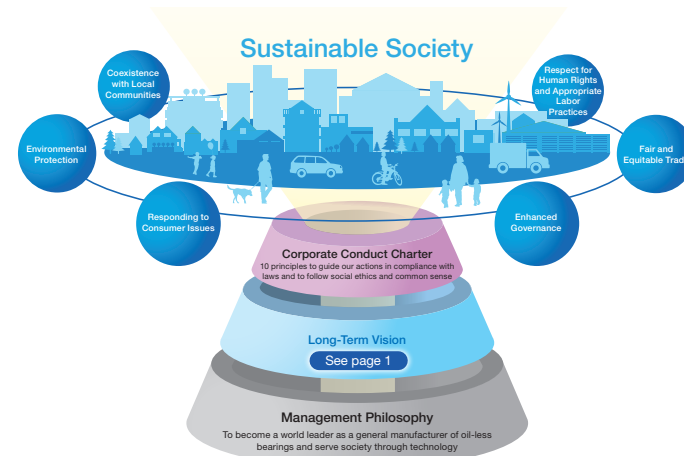 Sustainable Society
Coexistence
with Local
Communities
Respect for
Human Rights
and Appropriate
Labor
Practices
Environmental
Protection
Fair and
Equitable Trad
Responding to
Consumer Issues
Enhanced
Governance
Corporate Conduct Charter
10 principles to guide our actions in compliance with
laws and to follow social ethics and common sense
Long-Term Vision
See page 1
Management Philosophy
To become a world leader as a general manufacturer of oil-less
bearings and serve society through technology